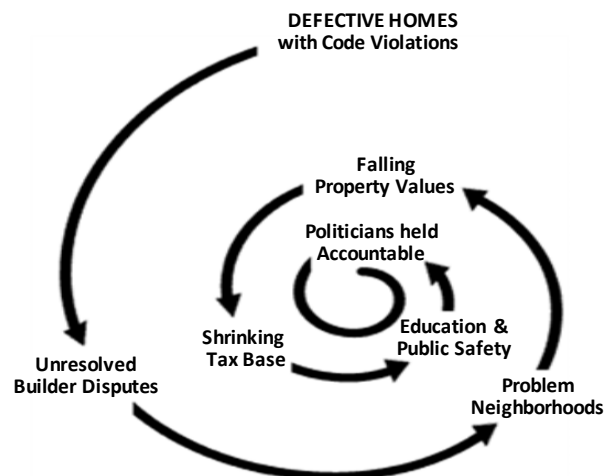 DEFECTIVE HOMES
with Code Violations
Unresolved
Builder Disputes
Problem
Neighborhoods
Falling
Property Values
Shrinking
Tax Base
Education &
Public Safety
Politicians held
Accountable